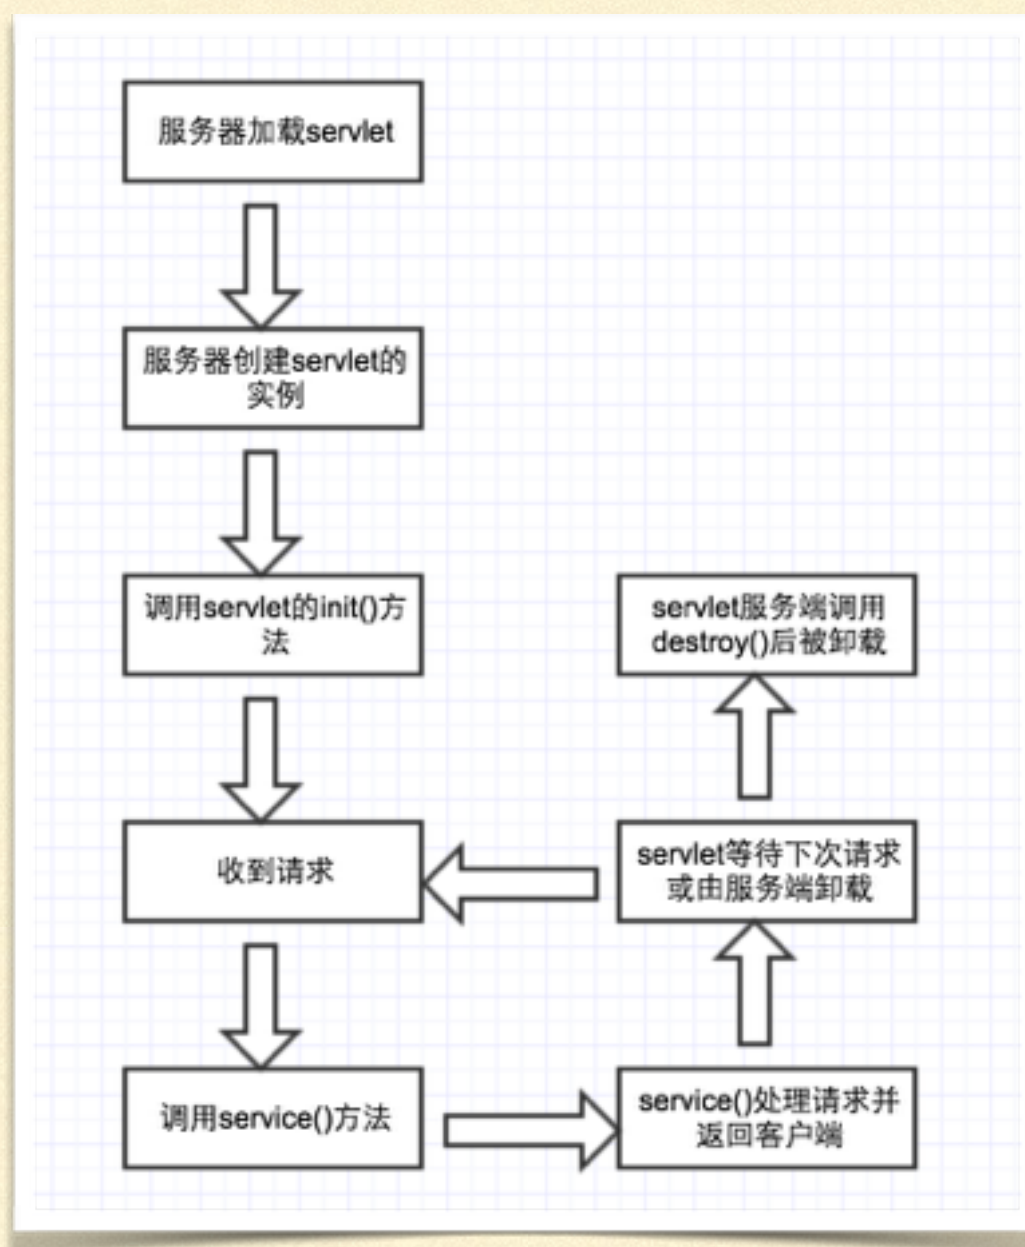 服务器加载servlet
服务器创建servlet的
实例
调用servlet的init()方
法
收到请求
调用service()方法
service()处理请求并
返回客户端
servlet等待下次请求
或由服务端卸载
servlet服务端调用
destroy()后被卸载